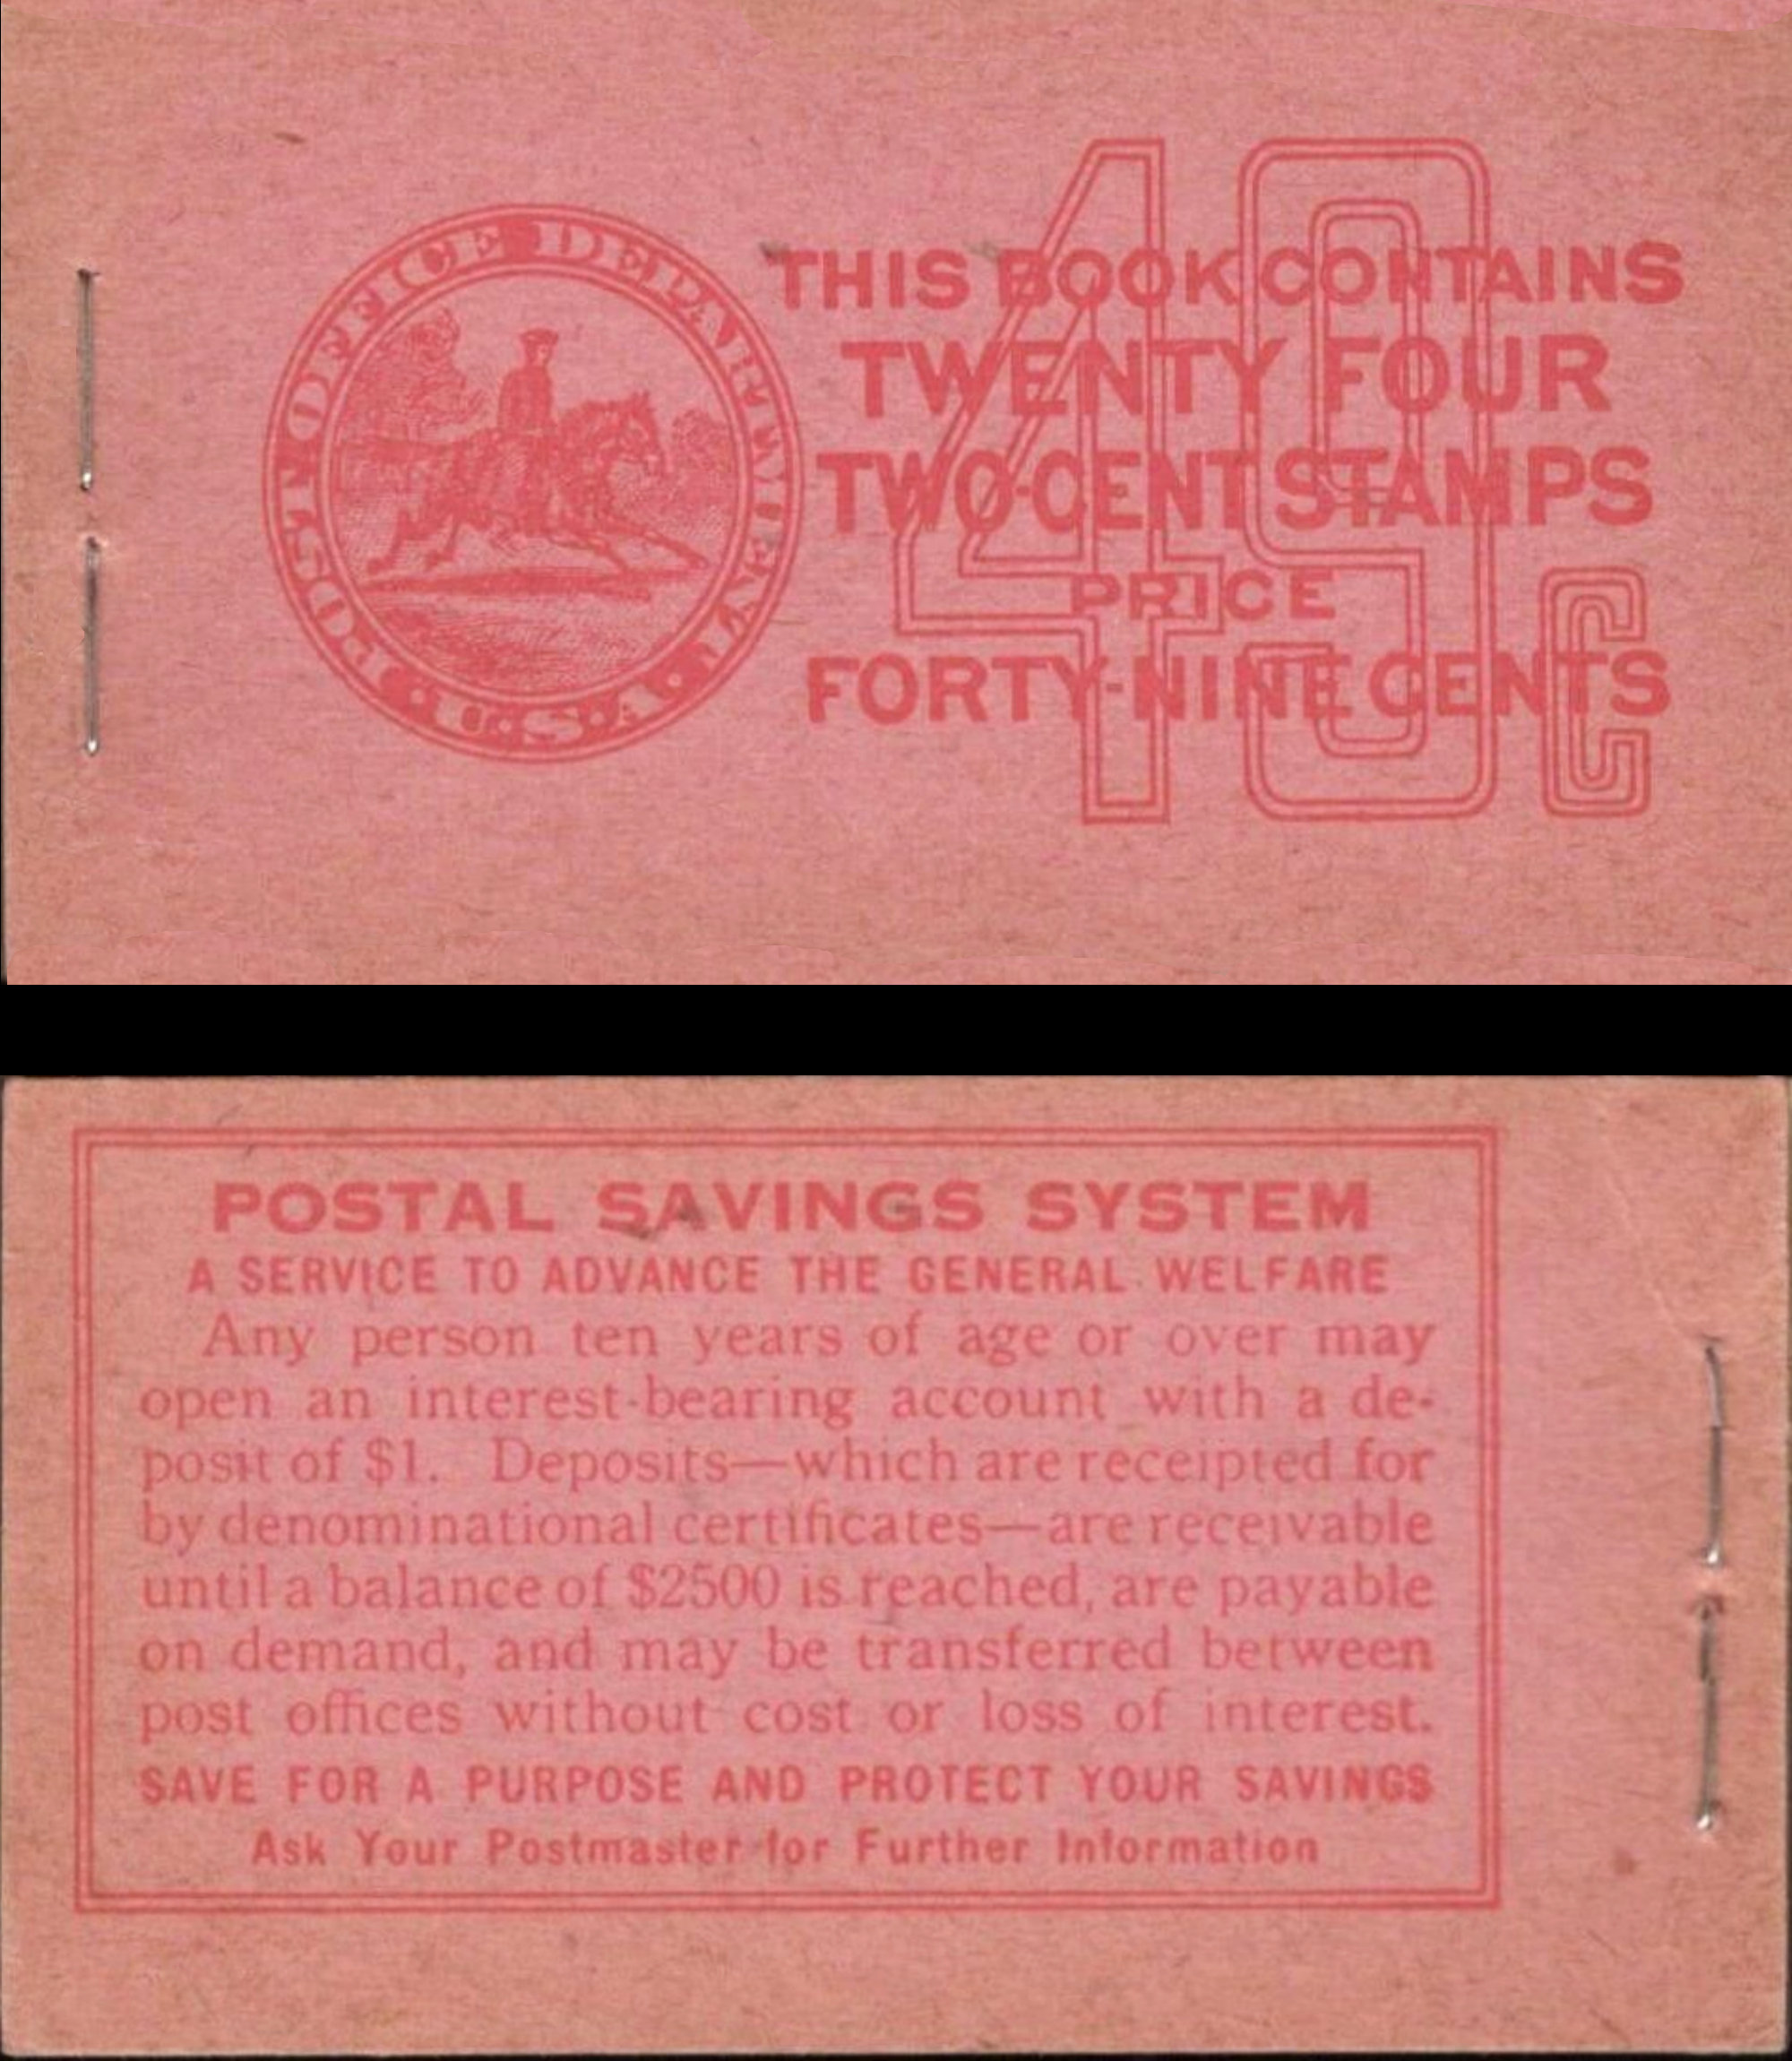 POST OFFICE DEPARTMENT
U.S.A.
49c
THIS BOOK CONTAINS
TWENTY FOUR
TWO-CENT STAMPS
PRICE
FORTY-NINE CENTS
POSTAL SAVINGS SYSTEM
A SERVICE TO ADVANCE THE GENERAL WELFARE
Any person ten years of age or over may
open an interest-bearing account with a de-
posit of $1. Deposits—which are receipted for
by denominational certificates—are receivable
until a balance of $2500 is reached, are payable
on demand, and may be transferred between
post offices without cost or loss of interest.
SAVE FOR A PURPOSE AND PROTECT YOUR SAVINGS
Ask Your Postmaster for Further Information